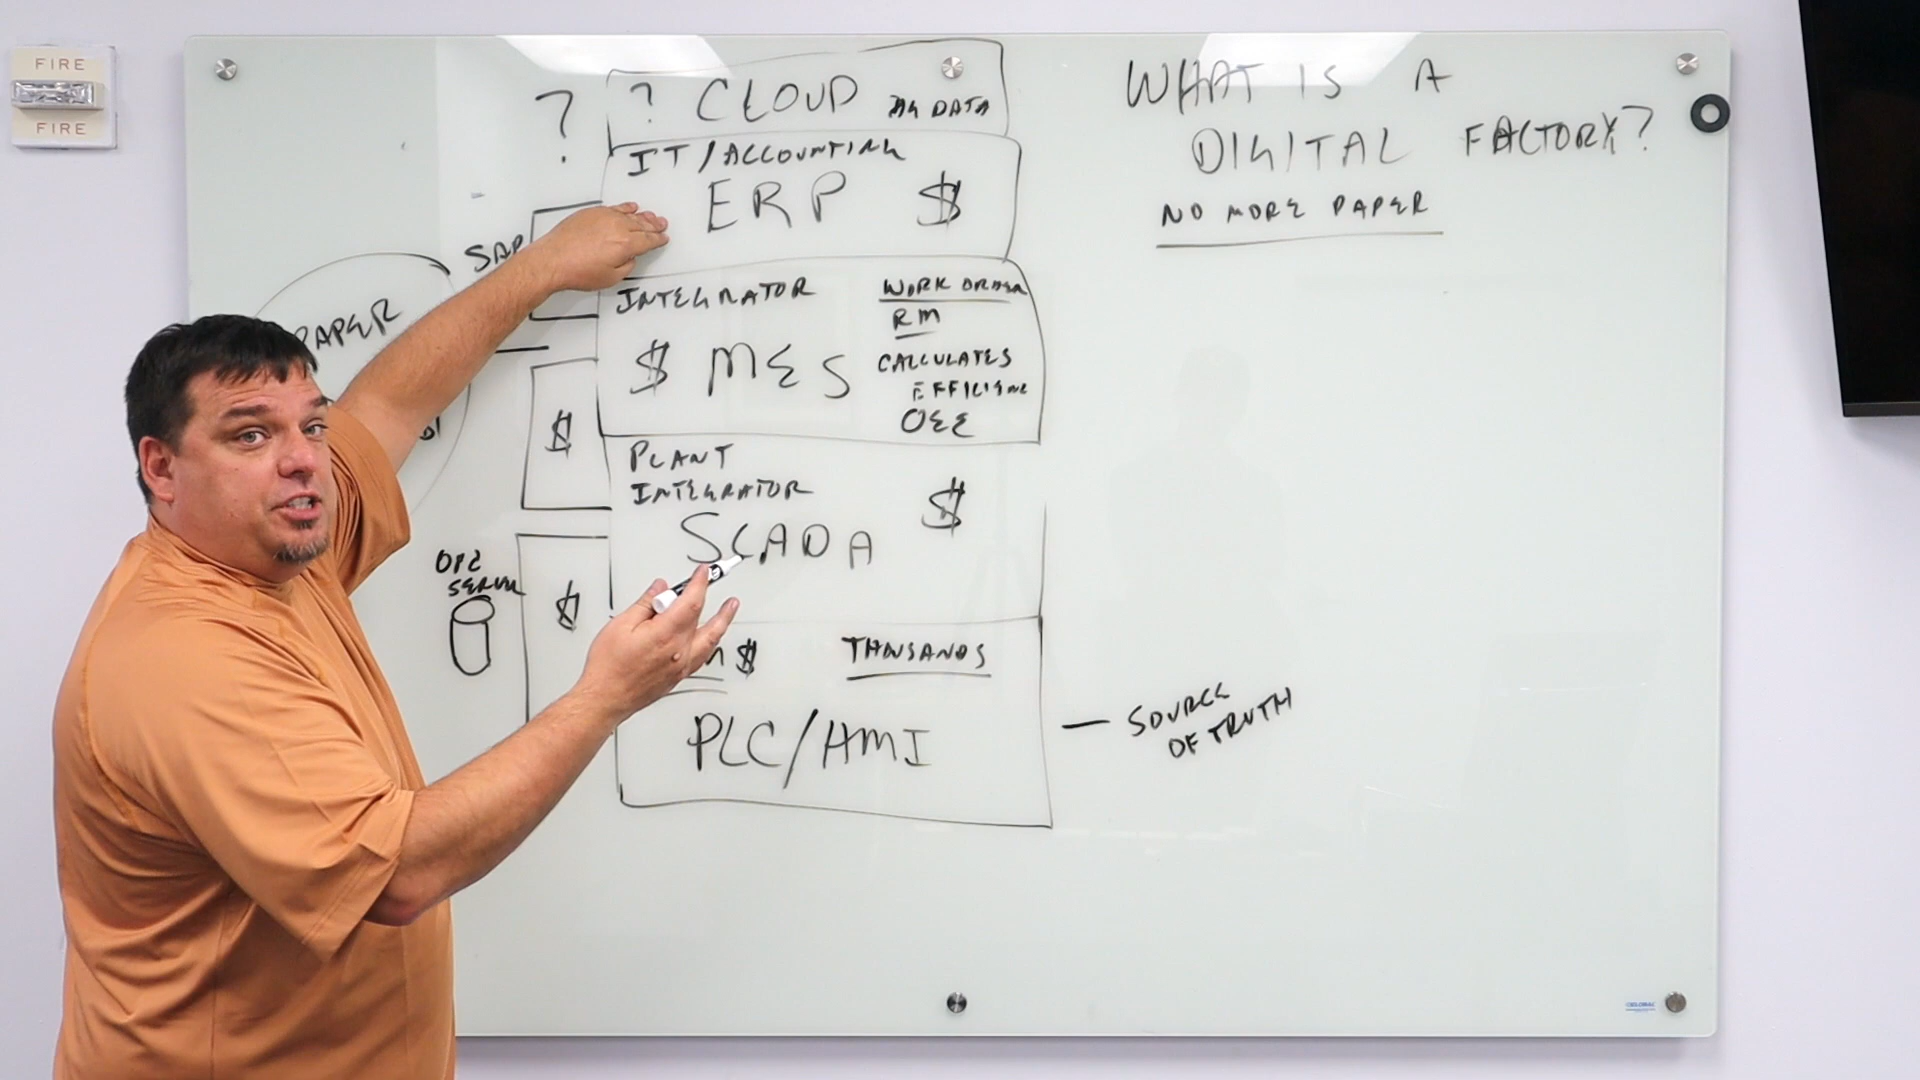 FIRE
FIRE
?
? CLOUD
DATA
IT/ACCOUNTING
ERP $
SAP
PAPER
INTEGRATOR
$ MES
WORK ORDER
RM
CALCULATES
OEE
$
PLANT
INTEGRATOR
$
SCADA
OPC
SERVER
$
$
THOUSANDS
PLC/HMI
SOURCE
OF TRUTH
WHAT IS A
DIGITAL FACTORY?
NO MORE PAPER
GLOBAL